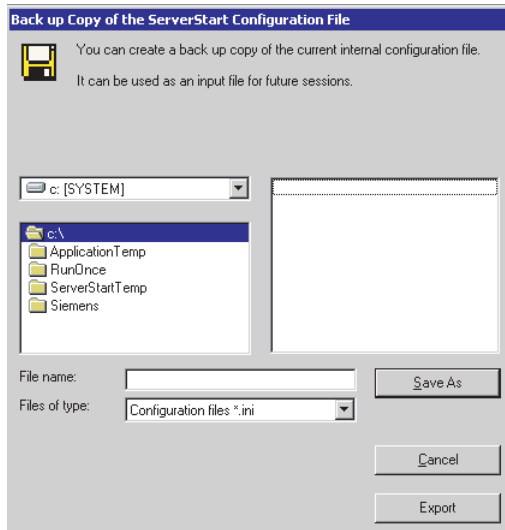 Back up Copy of the ServerStart Configuration File
You can create a back up copy of the current internal configuration file.
It can be used as an input file for future sessions.
c: [SYSTEM]
c:\
ApplicationTemp
RunOnce
ServerStartTemp
Siemens
File name:
Save As
Files of type:
Configuration files *.ini
Cancel
Export